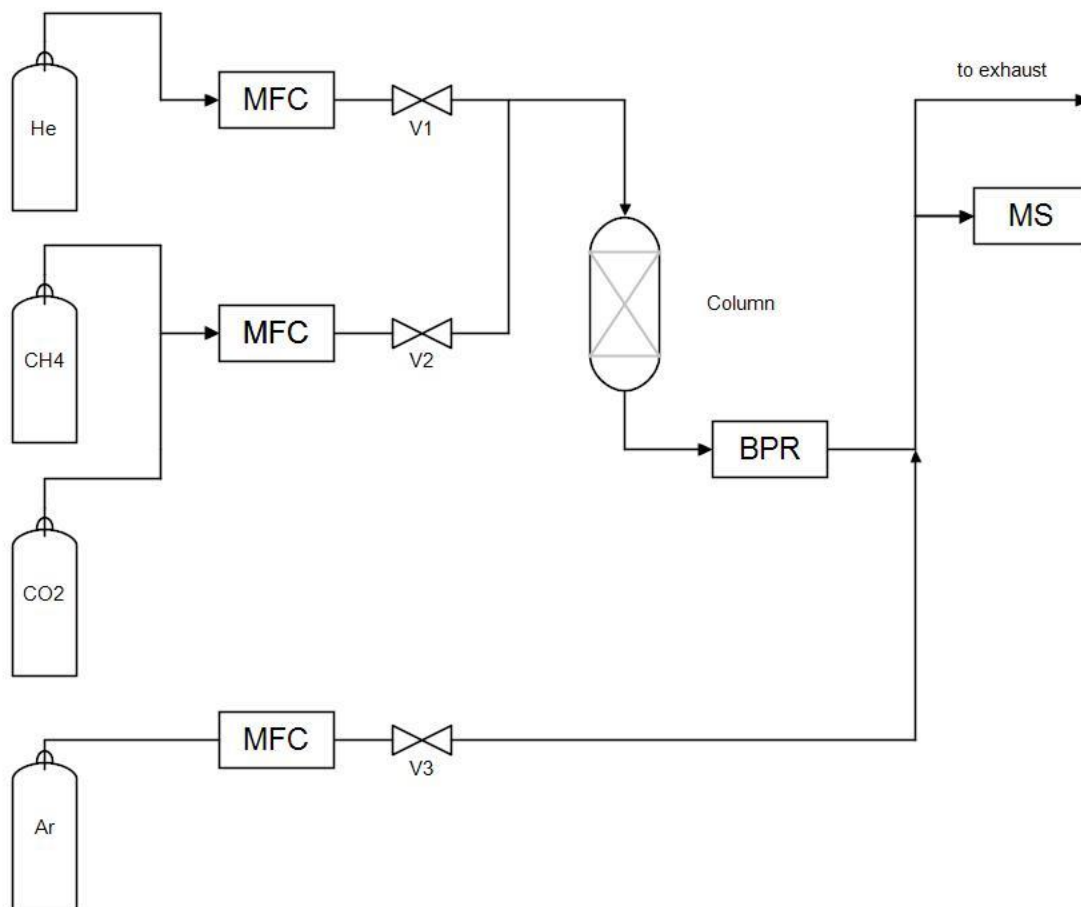 to exhaust
He
MFC
V1
MS
CH4
MFC
V2
Column
BPR
CO2
MFC
V3
Ar